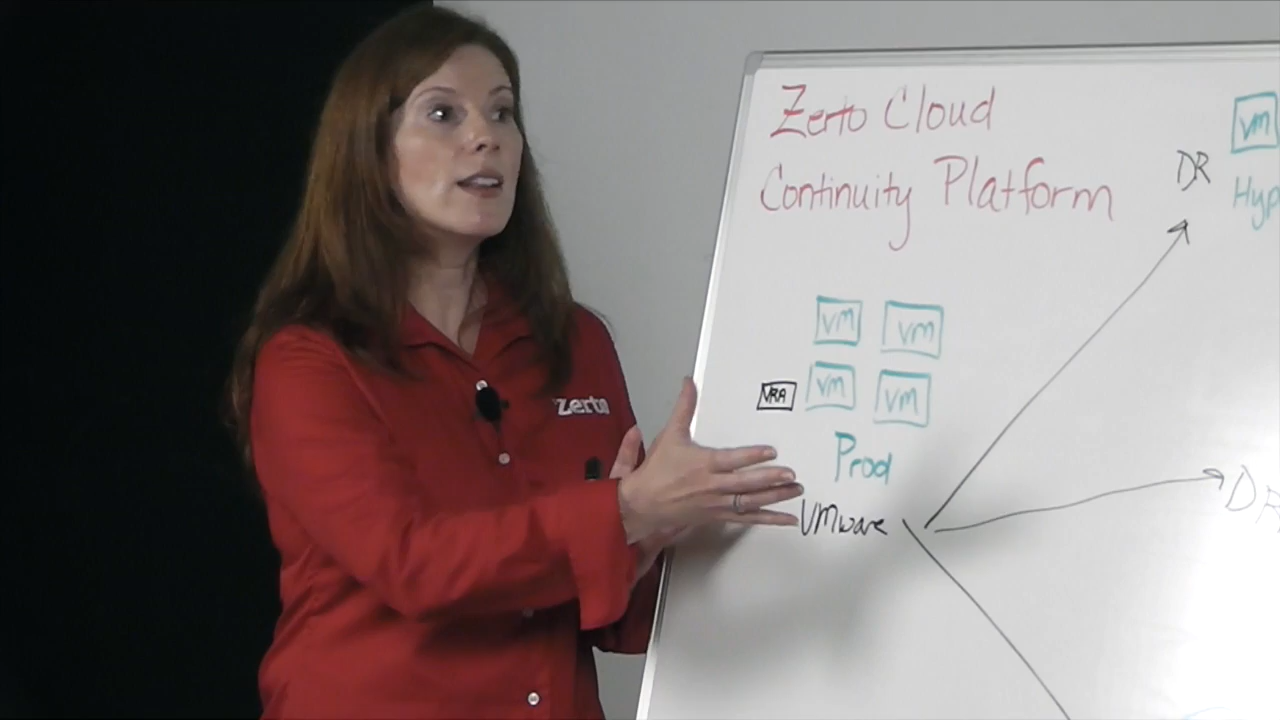 Zerto Cloud
Continuity Platform
DR
VM
Hyp
VM VM
VRA VM VM
Prod
VMware
DR
Zerto